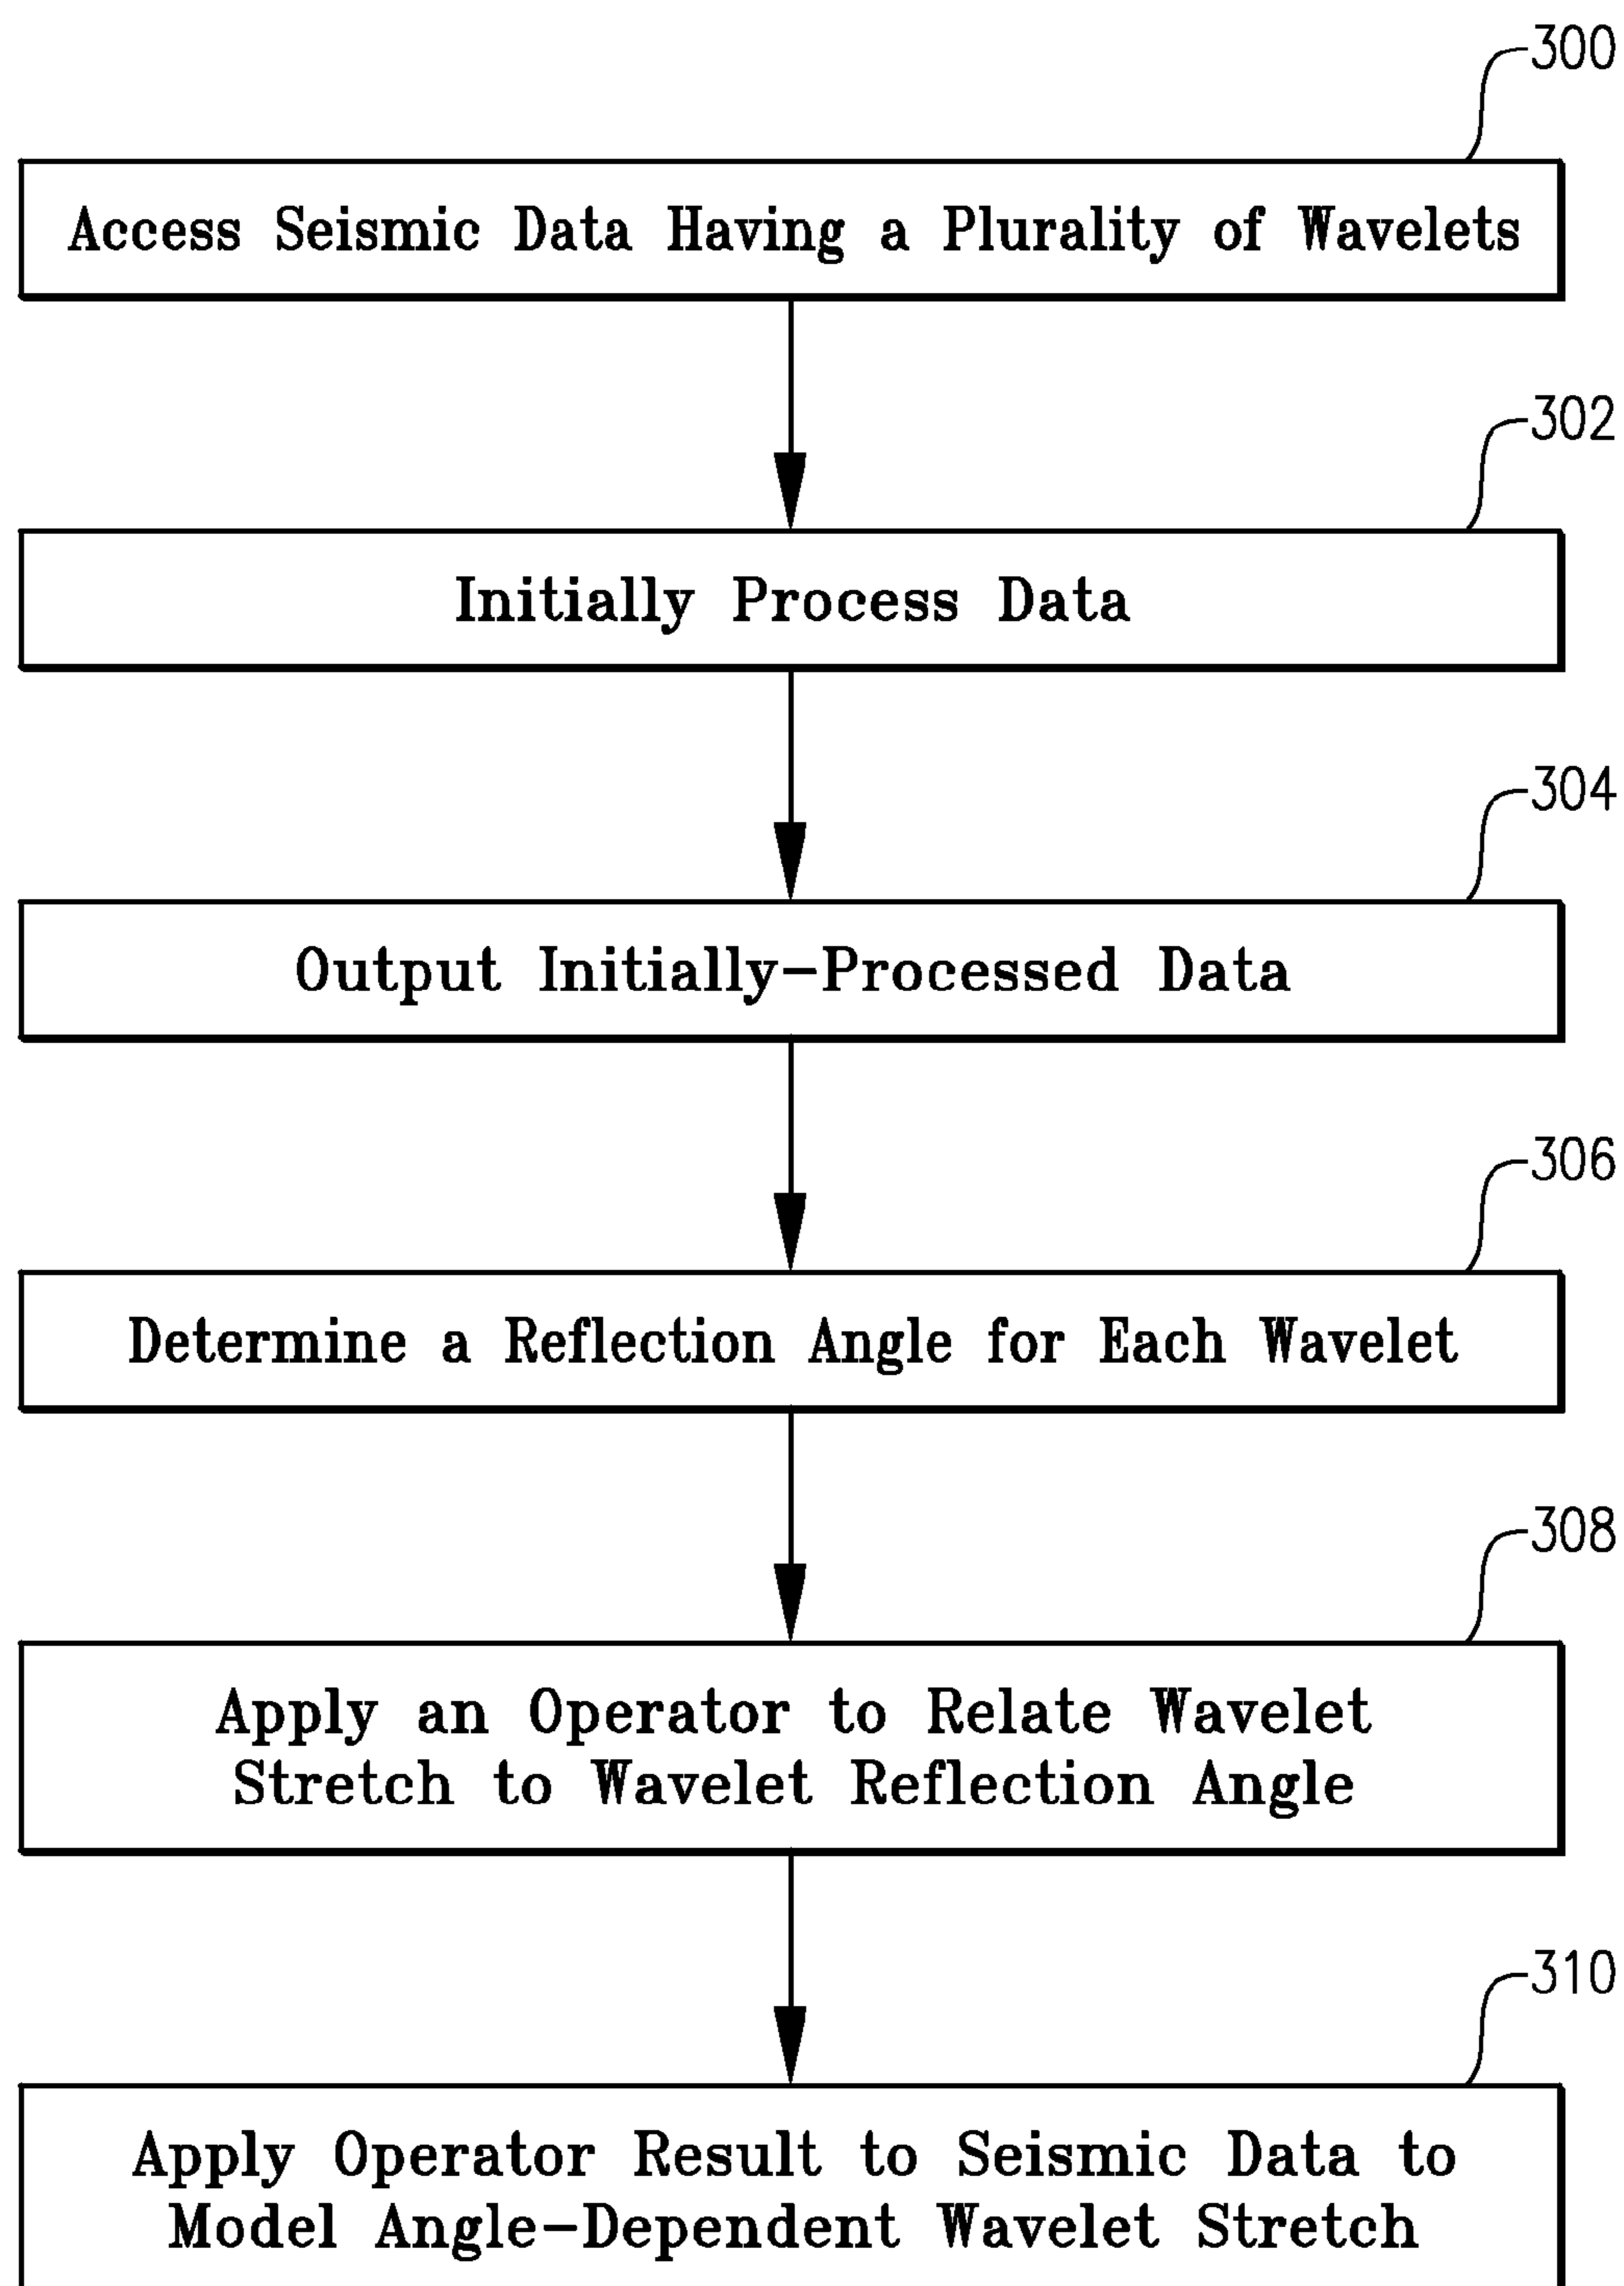 300
Access Seismic Data Having a Plurality of Wavelets
302
Initially Process Data
304
Output Initially-Processed Data
306
Determine a Reflection Angle for Each Wavelet
308
Apply an Operator to Relate Wavelet
Stretch to Wavelet Reflection Angle
310
Apply Operator Result to Seismic Data to
Model Angle-Dependent Wavelet Stretch